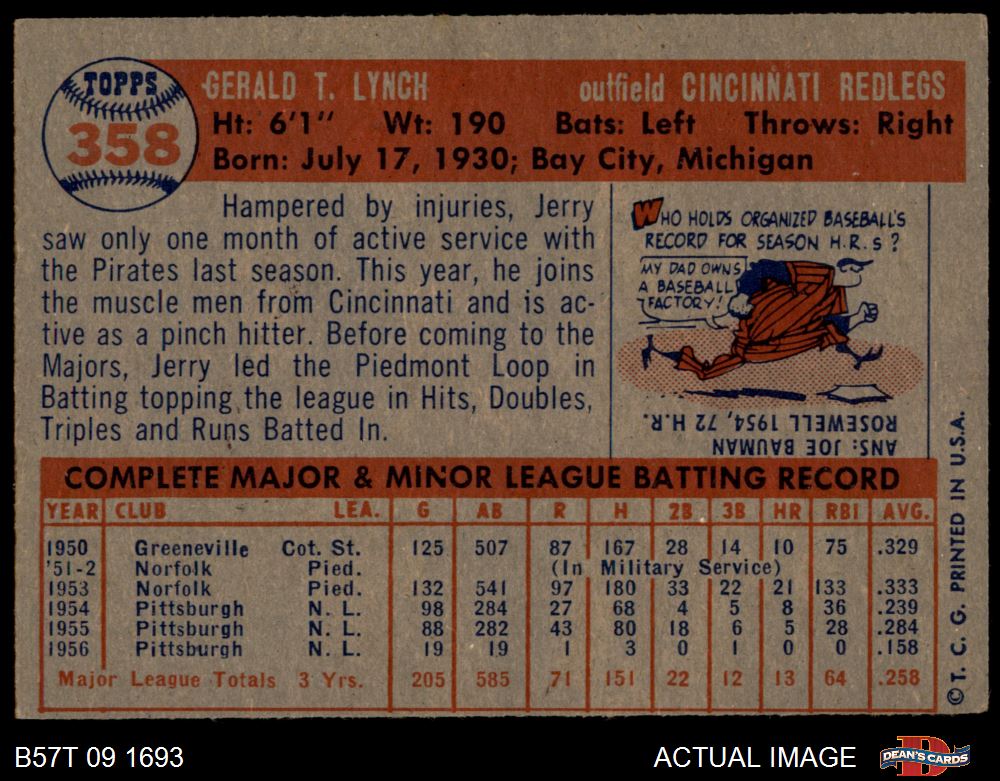 TOPPS
358
GERALD T. LYNCH outfield CINCINNATI REDLEGS
Ht: 6'1" Wt: 190 Bats: Left Throws: Right
Born: July 17, 1930; Bay City, Michigan
Hampered by injuries, Jerry
saw only one month of active service with
the Pirates last season. This year, he joins
the muscle men from Cincinnati and is ac-
tive as a pinch hitter. Before coming to the
Majors, Jerry led the Piedmont Loop in
Batting topping the league in Hits, Doubles,
Triples and Runs Batted In.
WHO HOLDS ORGANIZED BASEBALL'S
RECORD FOR SEASON H.R.S?
MY DAD OWNS
A BASEBALL
FACTORY!
ANS: JOE BAUMAN
ROSEWELL 1954, 72 H.R.
COMPLETE MAJOR & MINOR LEAGUE BATTING RECORD
YEAR CLUB LEA. G AB R H 2B 3B HR RBI AVG.
1950 Greeneville Cot. St. 125 507 87 167 28 14 10 75 .329
'51-2 Norfolk Pied. (In Military Service)
1953 Norfolk Pied. 132 541 97 180 33 22 21 133 .333
1954 Pittsburgh N. L. 98 284 27 68 4 5 8 36 .239
1955 Pittsburgh N. L. 88 282 43 80 18 6 5 28 .284
1956 Pittsburgh N. L. 19 19 1 3 0 1 0 0 .158
Major League Totals 3 Yrs. 205 585 71 151 22 12 13 64 .258
© T. C. G. PRINTED IN U.S.A.
B57T 09 1693 ACTUAL IMAGE DEAN'S CARDS